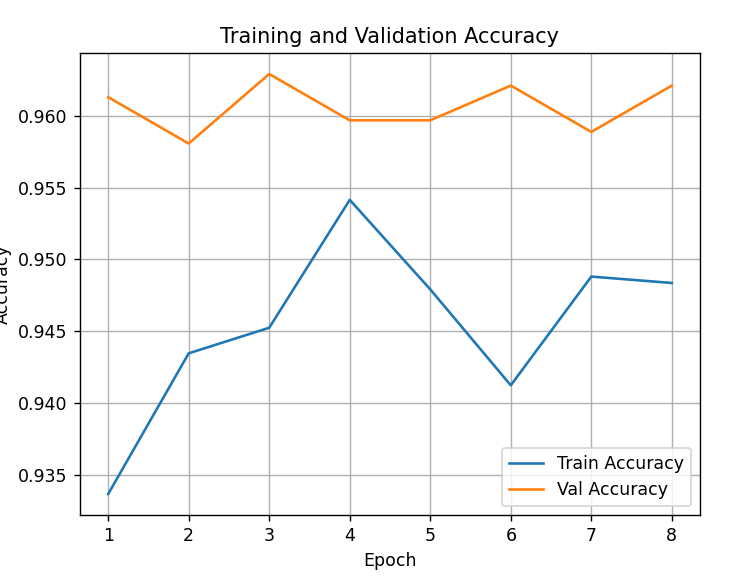 Training and Validation Accuracy
0.960
0.955
0.950
0.945
0.940
0.935
Accuracy
1 2 3 4 5 6 7 8
Epoch
Train Accuracy
Val Accuracy